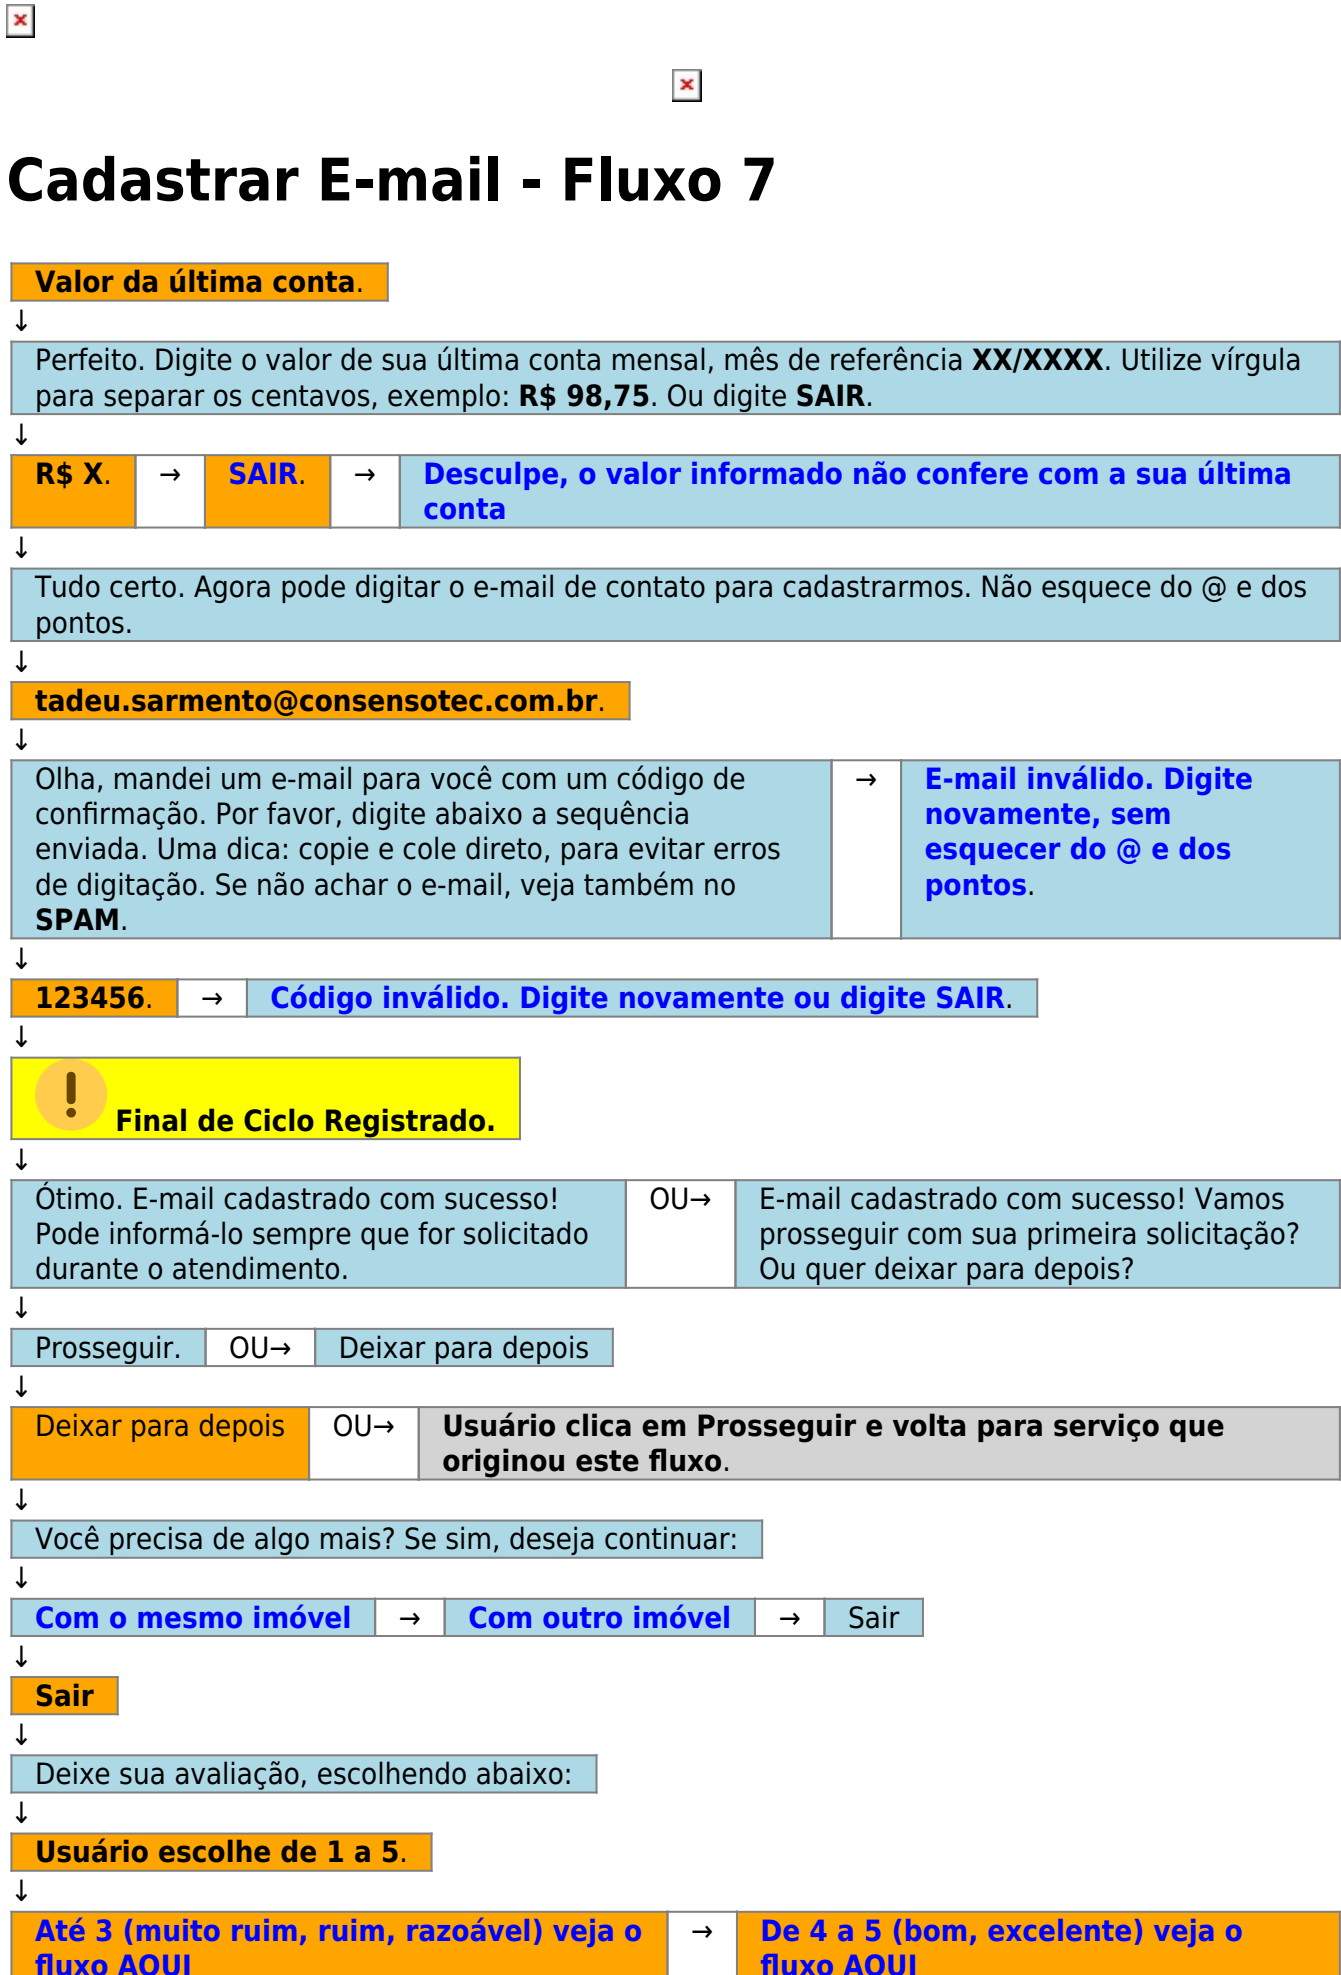 Cadastrar E-mail - Fluxo 7
Valor da última conta.
↓
Perfeito. Digite o valor de sua última conta mensal, mês de referência XX/XXXX. Utilize vírgula
para separar os centavos, exemplo: R$ 98,75. Ou digite SAIR.
↓
R$ X. → SAIR. → Desculpe, o valor informado não confere com a sua última
conta
↓
Tudo certo. Agora pode digitar o e-mail de contato para cadastrarmos. Não esquece do @ e dos
pontos.
↓
tadeu.sarmento@consensotec.com.br.
↓
Olha, mandei um e-mail para você com um código de
confirmação. Por favor, digite abaixo a sequência
enviada. Uma dica: copie e cole direto, para evitar erros
de digitação. Se não achar o e-mail, veja também no
SPAM.
→
E-mail inválido. Digite
novamente, sem
esquecer do @ e dos
pontos.
↓
123456. → Código inválido. Digite novamente ou digite SAIR.
↓
Final de Ciclo Registrado.
↓
Ótimo. E-mail cadastrado com sucesso!
Pode informá-lo sempre que for solicitado
durante o atendimento.
OU→
E-mail cadastrado com sucesso! Vamos
prosseguir com sua primeira solicitação?
Ou quer deixar para depois?
↓
Prosseguir. OU→ Deixar para depois
↓
Deixar para depois OU→ Usuário clica em Prosseguir e volta para serviço que
originou este fluxo.
↓
Você precisa de algo mais? Se sim, deseja continuar:
↓
Com o mesmo imóvel → Com outro imóvel → Sair
↓
Sair
↓
Deixe sua avaliação, escolhendo abaixo:
↓
Usuário escolhe de 1 a 5.
↓
Até 3 (muito ruim, ruim, razoável) veja o
fluxo AQUI
→
De 4 a 5 (bom, excelente) veja o
fluxo AQUI